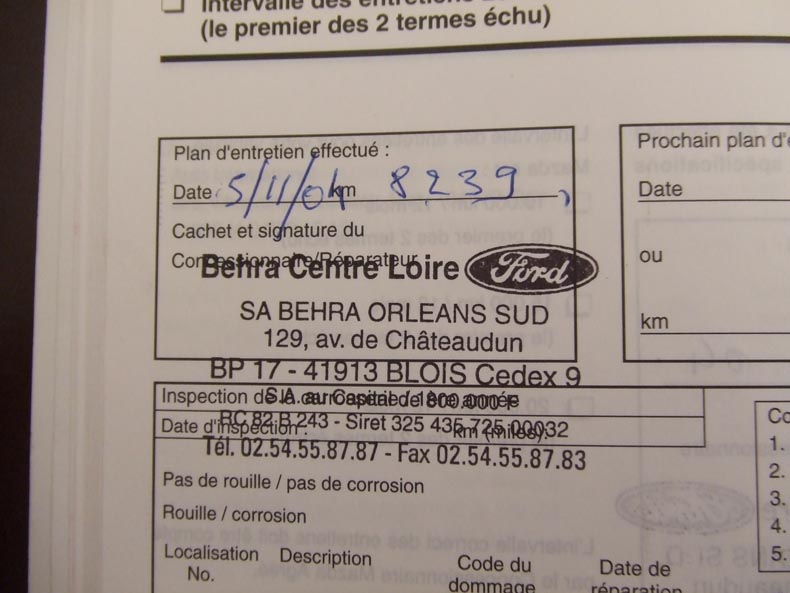 Intervalle des entretiens
(le premier des 2 termes échu)
Plan d'entretien effectué :
Date 5/11/04 km 8239
Cachet et signature du
Concessionnaire/Réparateur
Behra Centre Loire Ford
SA BEHRA ORLEANS SUD
129, av. de Châteaudun
BP 17 - 41913 BLOIS Cedex 9
Inspection de la carrosserie 1ère année
S.A. au Capital de 1 800.000 F
Date d'inspection : km (miles):
RC 82 B 243 - Siret 325 435 725 00032
Tél. 02.54.55.87.87 - Fax 02.54.55.87.83
Pas de rouille / pas de corrosion
Rouille / corrosion
Localisation Description Code du Date de
No. dommage réparation
Prochain plan d'e
Date
ou
km
Co
1.
2.
3.
4.
5.